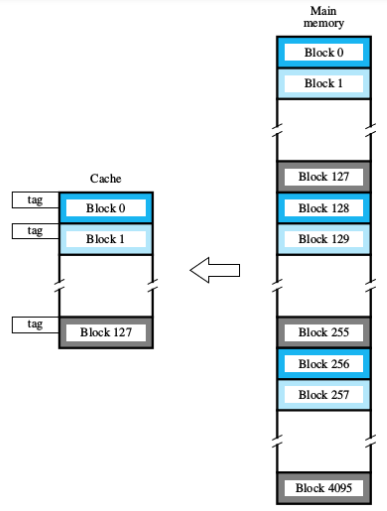 Main
memory
Block 0
Block 1
Block 127
Block 128
Block 129
Block 255
Block 256
Block 257
Block 4095
Cache
tag
Block 0
tag
Block 1
tag
Block 127